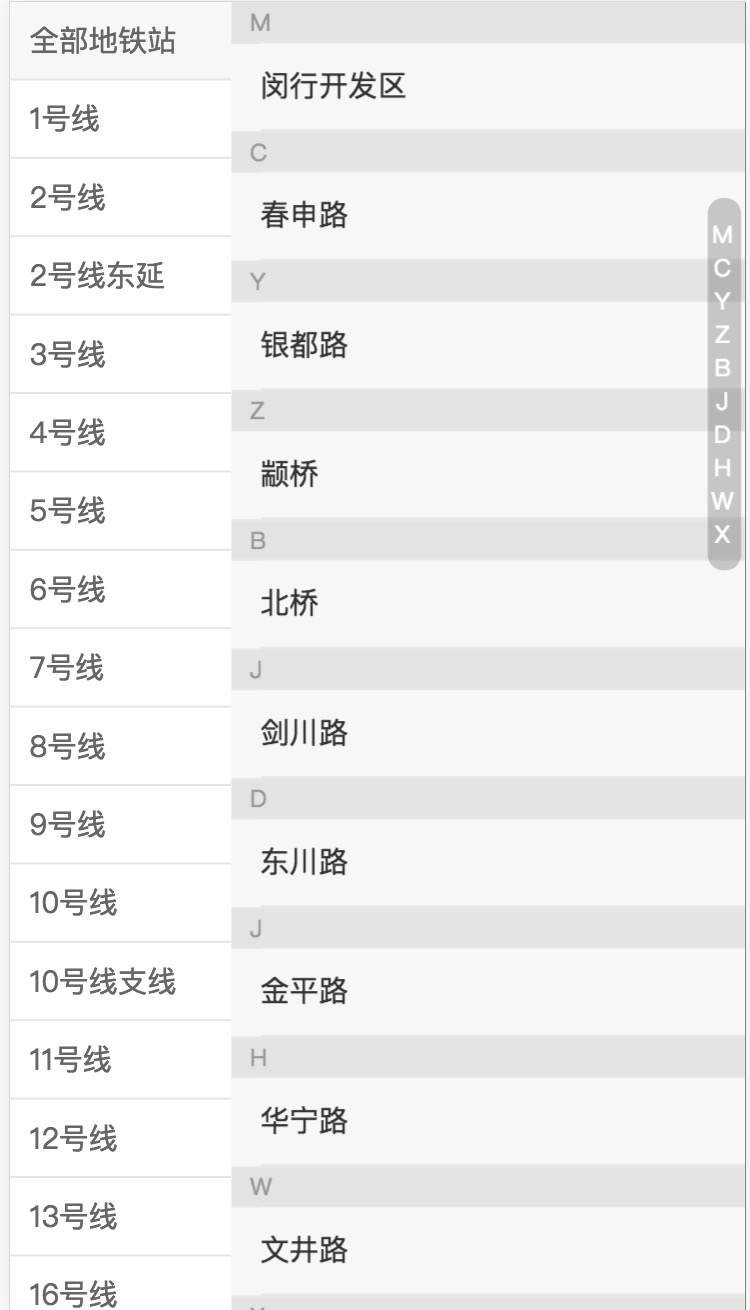 全部地铁站
1号线
2号线
2号线东延
3号线
4号线
5号线
6号线
7号线
8号线
9号线
10号线
10号线支线
11号线
12号线
13号线
16号线
M
闵行开发区
C
春申路
Y
银都路
Z
颛桥
B
北桥
J
剑川路
D
东川路
J
金平路
H
华宁路
W
文井路
M
C
Y
Z
B
J
D
H
W
X